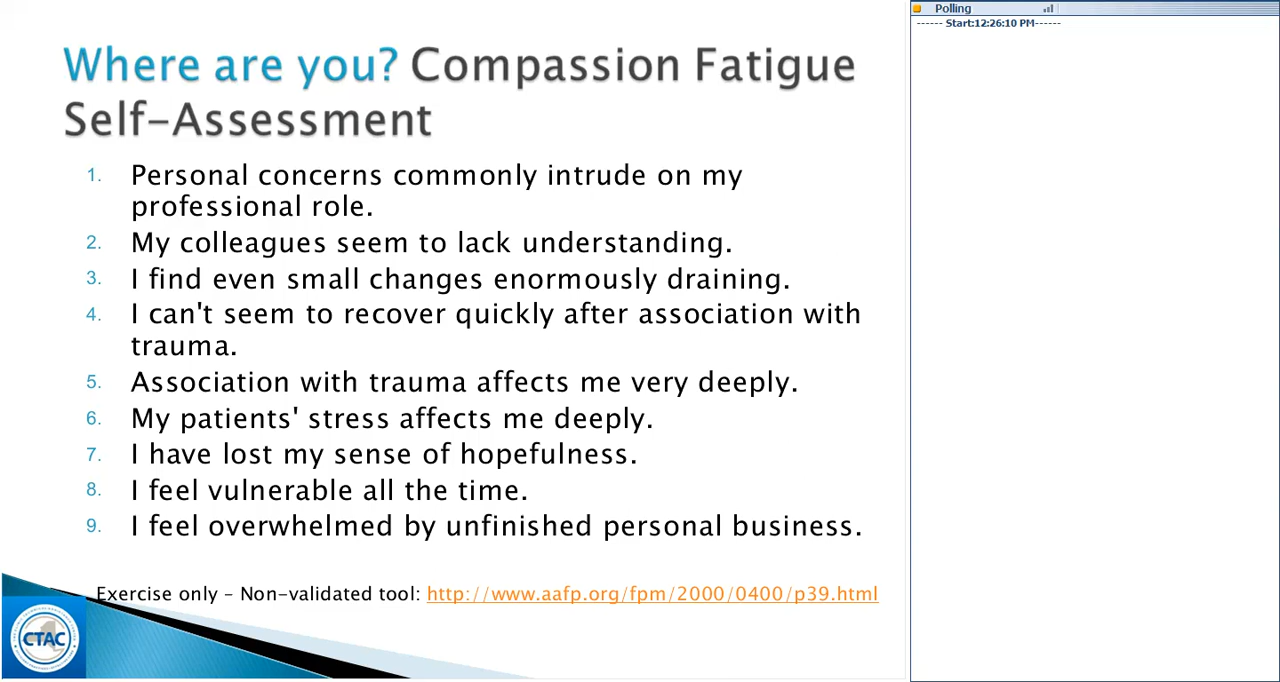 Where are you? Compassion Fatigue
Self-Assessment
1. Personal concerns commonly intrude on my
professional role.
2. My colleagues seem to lack understanding.
3. I find even small changes enormously draining.
4. I can't seem to recover quickly after association with
trauma.
5. Association with trauma affects me very deeply.
6. My patients' stress affects me deeply.
7. I have lost my sense of hopefulness.
8. I feel vulnerable all the time.
9. I feel overwhelmed by unfinished personal business.
Exercise only – Non-validated tool: http://www.aafp.org/fpm/2000/0400/p39.html
CTAC
Polling
------ Start:12:26:10 PM------